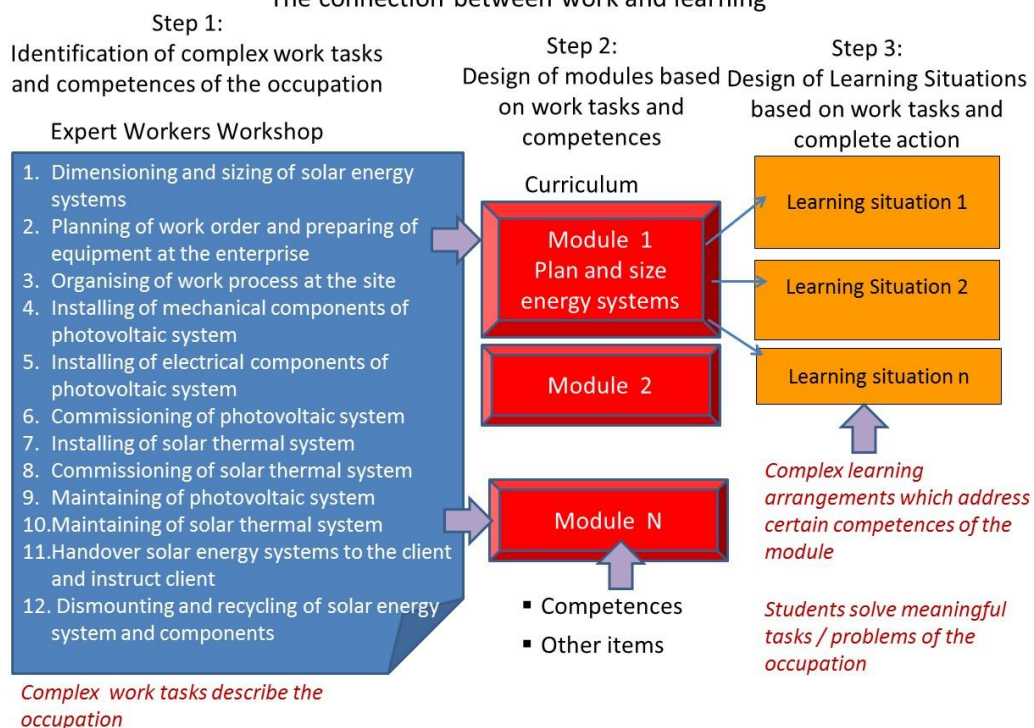 The connection between work and learning
Step 1:
Identification of complex work tasks
and competences of the occupation
Expert Workers Workshop
1. Dimensioning and sizing of solar energy
systems
2. Planning of work order and preparing of
equipment at the enterprise
3. Organising of work process at the site
4. Installing of mechanical components of
photovoltaic system
5. Installing of electrical components of
photovoltaic system
6. Commissioning of photovoltaic system
7. Installing of solar thermal system
8. Commissioning of solar thermal system
9. Maintaining of photovoltaic system
10.Maintaining of solar thermal system
11.Handover solar energy systems to the client
and instruct client
12. Dismounting and recycling of solar energy
system and components
Complex work tasks describe the
occupation
Step 2:
Design of modules based
on work tasks and
competences
Curriculum
Module 1
Plan and size
energy systems
Module 2
Module N
▪ Competences
▪ Other items
Step 3:
Design of Learning Situations
based on work tasks and
complete action
Learning situation 1
Learning Situation 2
Learning situation n
Complex learning
arrangements which address
certain competences of the
module
Students solve meaningful
tasks / problems of the
occupation